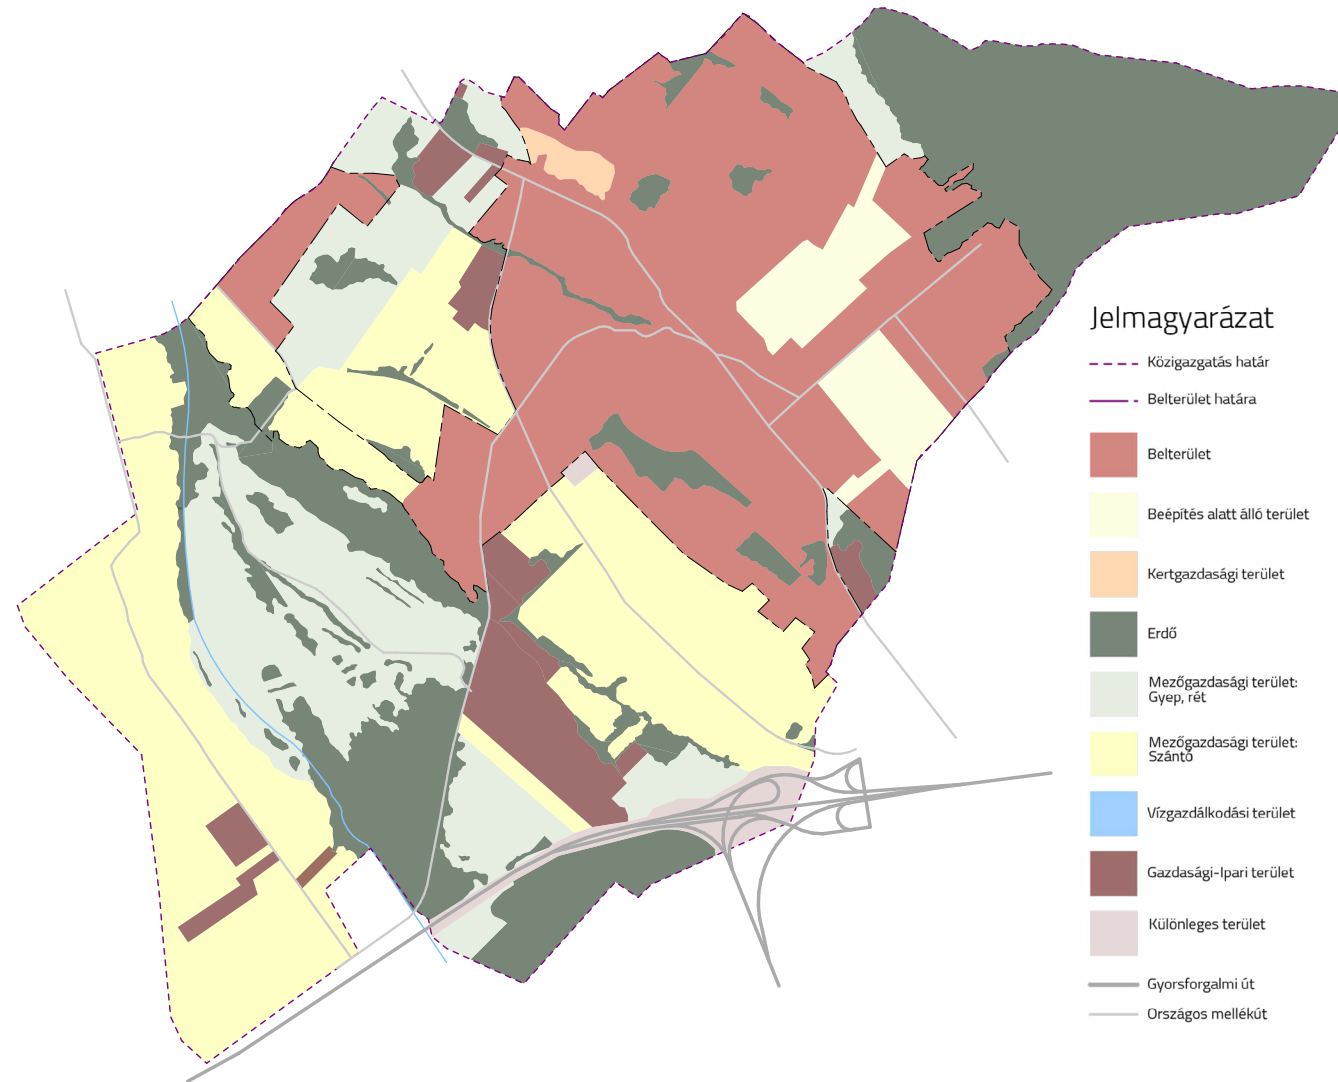 Jelmagyarázat
Közigazgatás határ
Belterület határa
Belterület
Beépítés alatt álló terület
Kertgazdasági terület
Erdő
Mezőgazdasági terület:
Gyep, rét
Mezőgazdasági terület:
Szántó
Vízgazdálkodási terület
Gazdasági-Ipari terület
Különleges terület
Gyorsforgalmi út
Országos mellékút